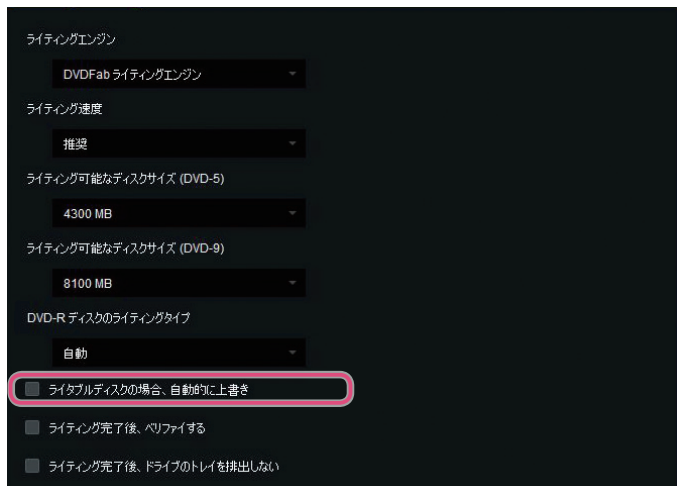 ライティングエンジン
DVDFab ライティングエンジン
ライティング速度
推奨
ライティング可能なディスクサイズ (DVD-5)
4300 MB
ライティング可能なディスクサイズ (DVD-9)
8100 MB
DVD-R ディスクのライティングタイプ
自動
ライタブルディスクの場合、自動的に上書き
ライティング完了後、ベリファイする
ライティング完了後、ドライブのトレイを排出しない